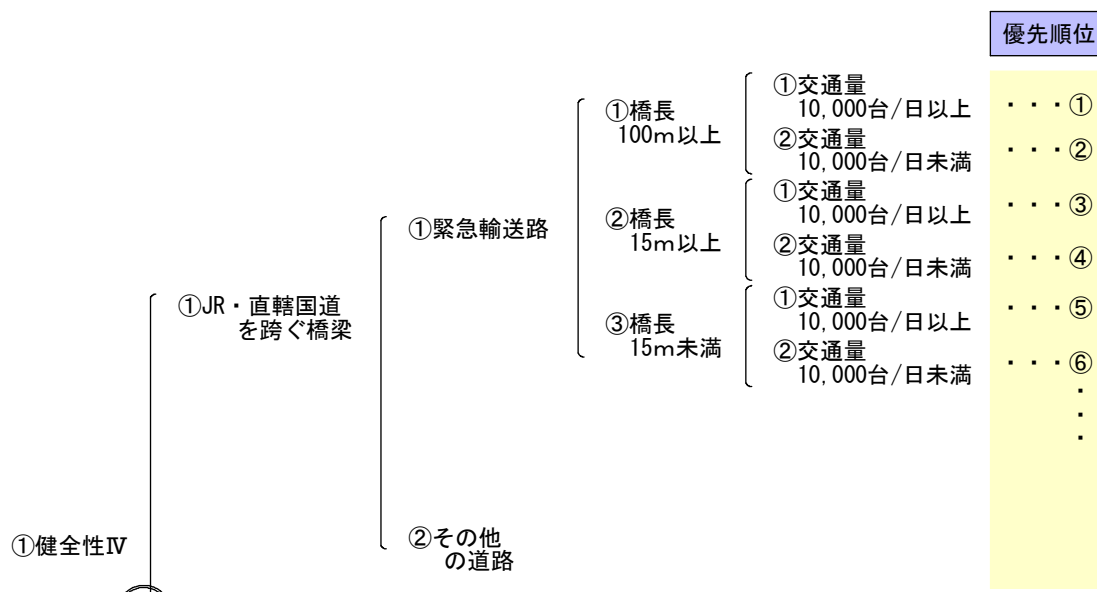 優先順位
①交通量
10,000台/日以上
・・・①
①橋長
100m以上
②交通量
10,000台/日未満
・・・②
①交通量
10,000台/日以上
・・・③
①緊急輸送路
②橋長
15m以上
②交通量
10,000台/日未満
・・・④
①JR・直轄国道
を跨ぐ橋梁
①交通量
10,000台/日以上
・・・⑤
③橋長
15m未満
②交通量
10,000台/日未満
・・・⑥
・
・
・
①健全性Ⅳ
②その他
の道路